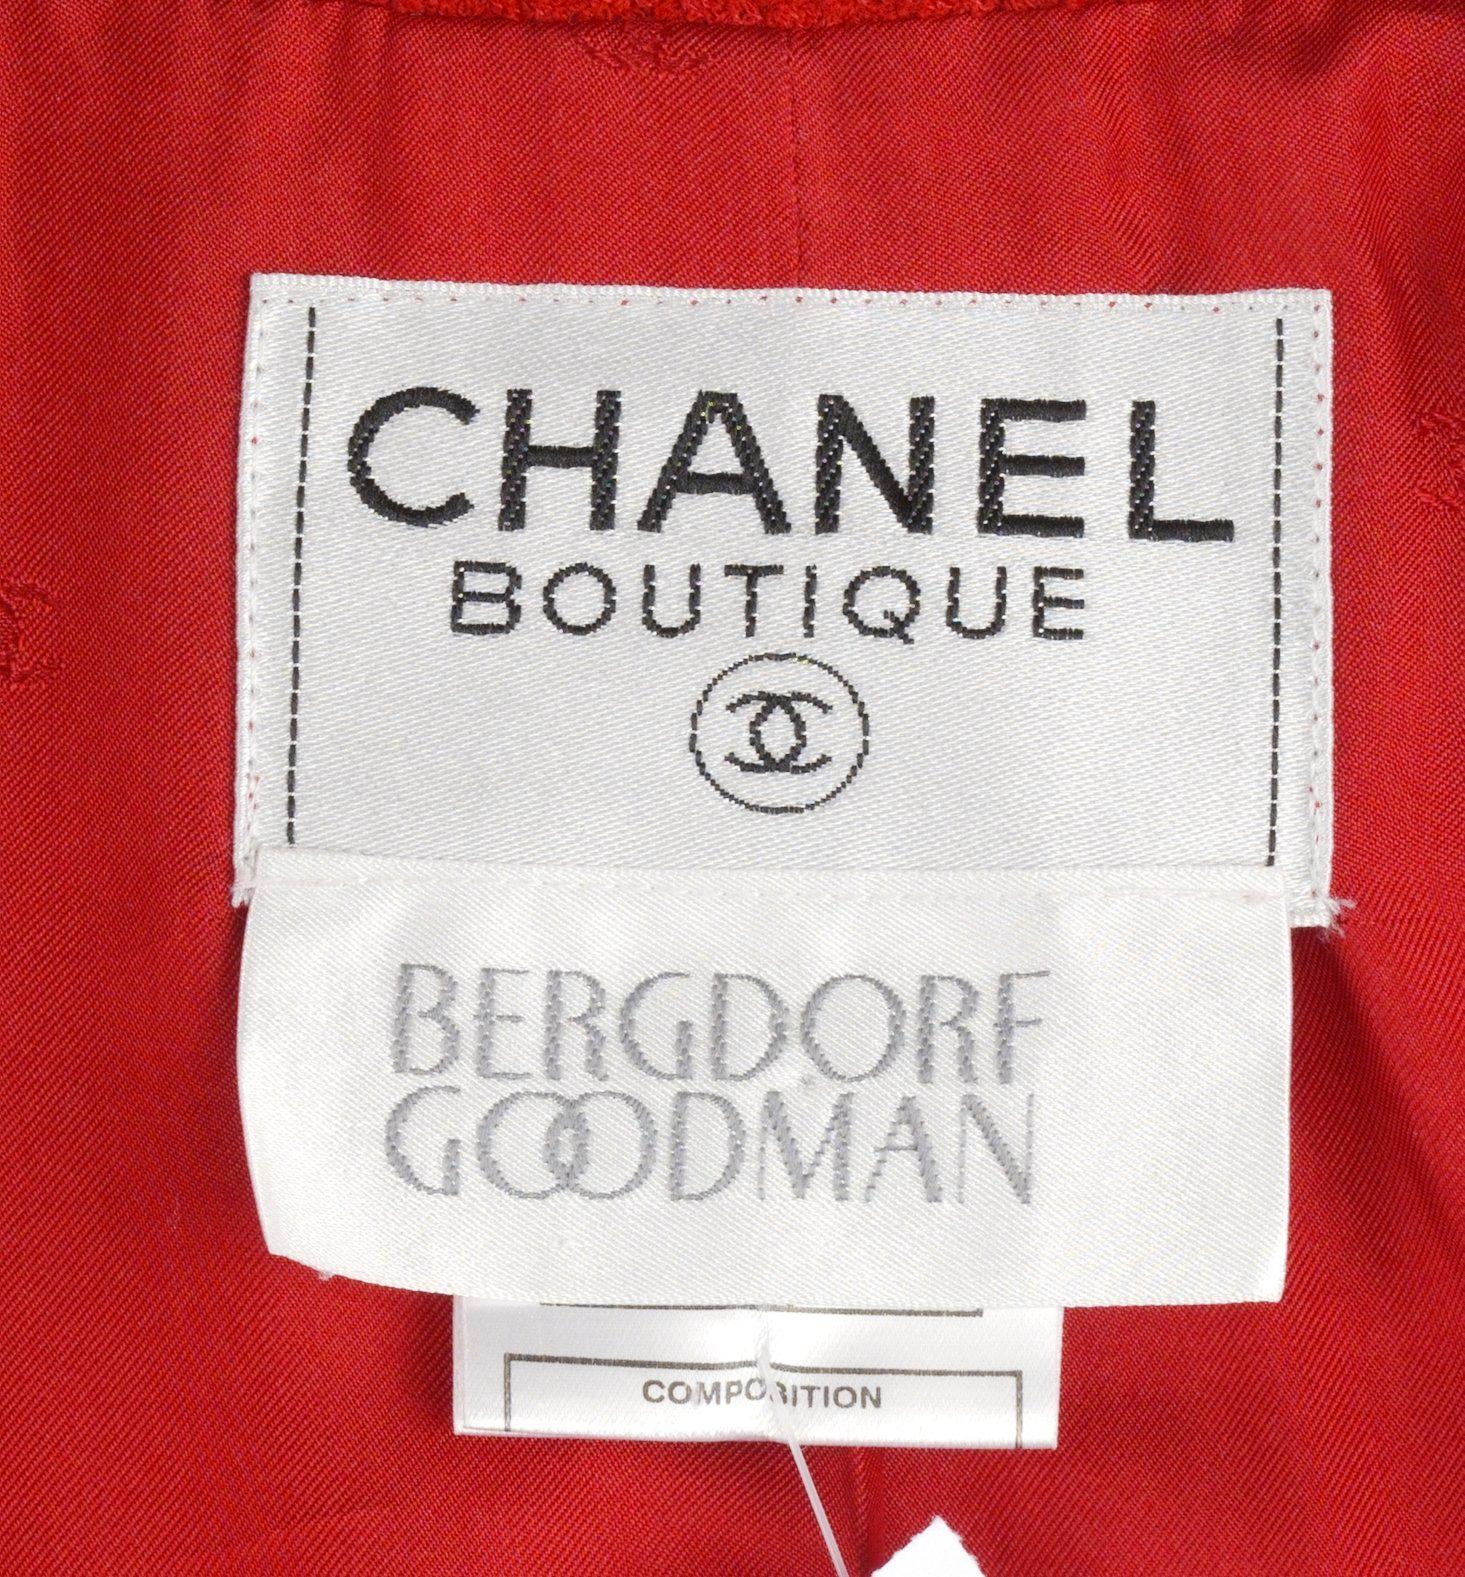 CHANEL
BOUTIQUE
BERGDORF
GOODMAN
COMPOSITION